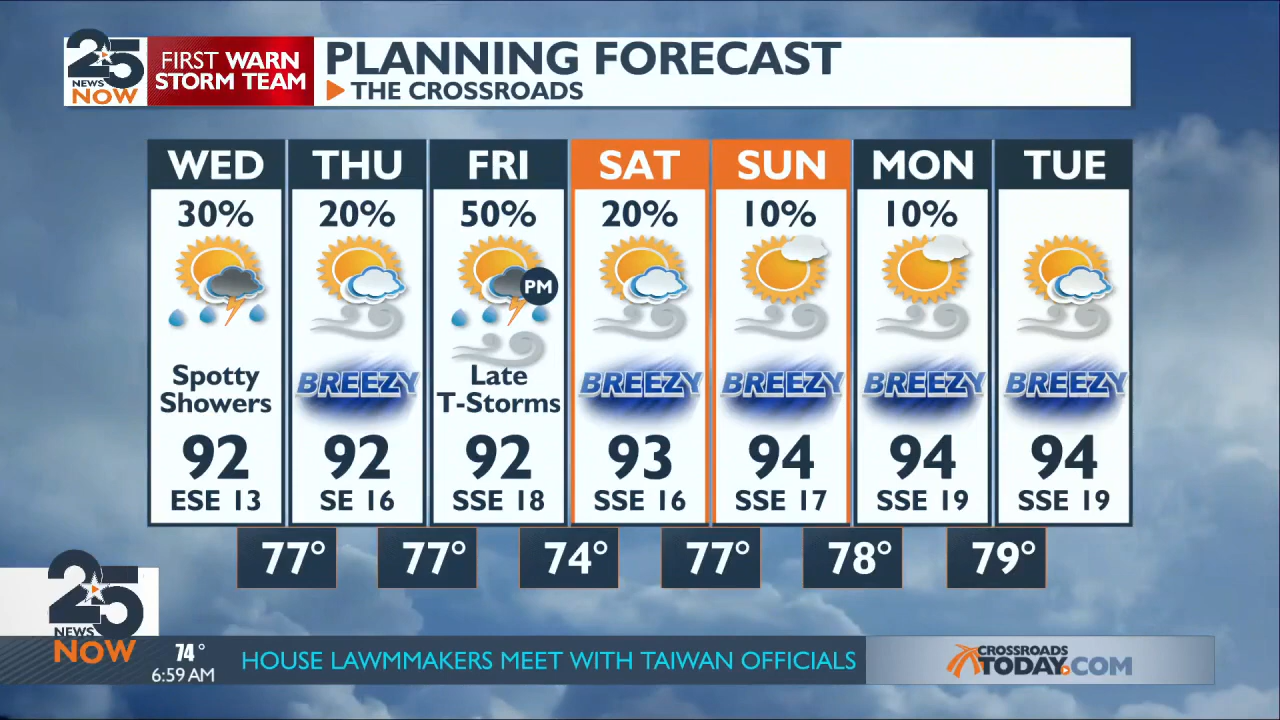 25
NEWS
NOW
FIRST WARN
STORM TEAM
PLANNING FORECAST
THE CROSSROADS
WED
30%
Spotty
Showers
92
ESE 13
THU
20%
BREEZY
92
SE 16
FRI
50%
PM
Late
T-Storms
92
SSE 18
SAT
20%
BREEZY
93
SSE 16
SUN
10%
BREEZY
94
SSE 17
MON
10%
BREEZY
94
SSE 19
TUE
BREEZY
94
SSE 19
77°
77°
74°
77°
78°
79°
25
NEWS
NOW
74°
6:59 AM
HOUSE LAWMMAKERS MEET WITH TAIWAN OFFICIALS
CROSSROADS
TODAY.COM